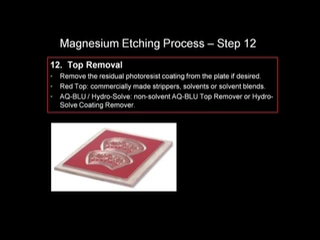 Magnesium Etching Process – Step 12
12. Top Removal
• Remove the residual photoresist coating from the plate if desired.
• Red Top: commercially made strippers, solvents or solvent blends.
• AQ-BLU / Hydro-Solve: non-solvent AQ-BLU Top Remover or Hydro-
Solve Coating Remover.